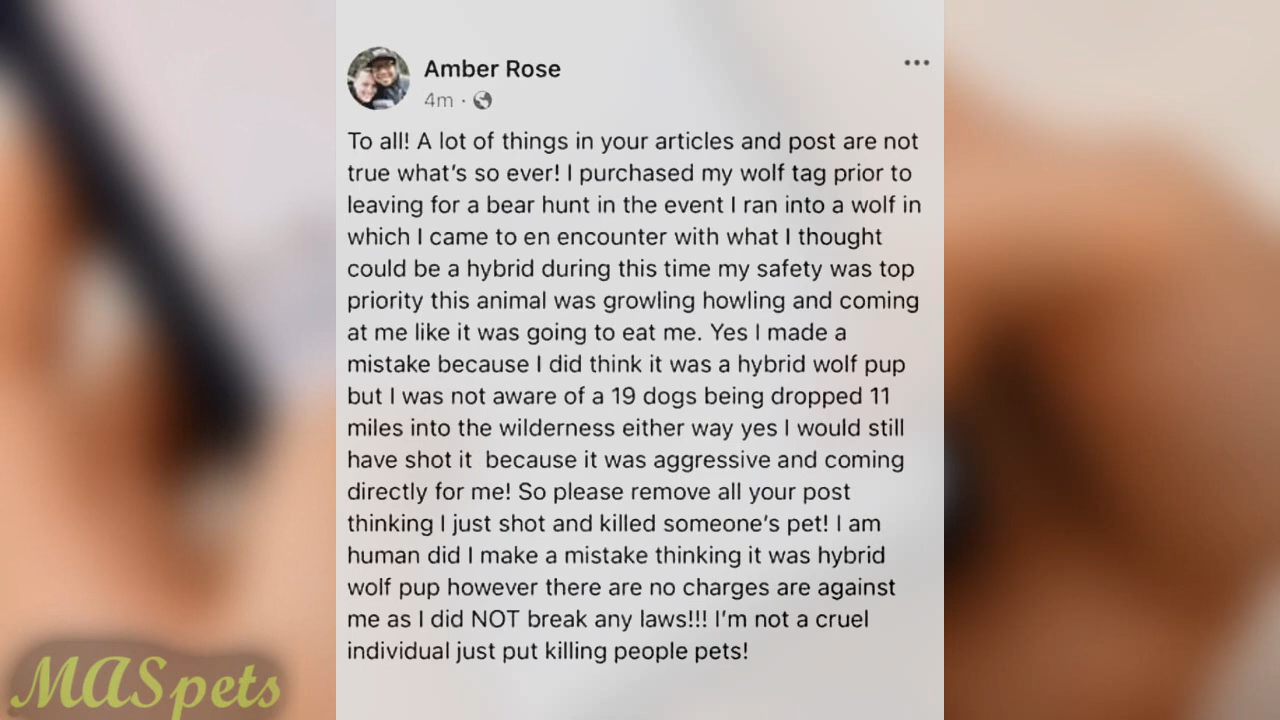 Amber Rose
4m ·
To all! A lot of things in your articles and post are not
true what's so ever! I purchased my wolf tag prior to
leaving for a bear hunt in the event I ran into a wolf in
which I came to en encounter with what I thought
could be a hybrid during this time my safety was top
priority this animal was growling howling and coming
at me like it was going to eat me. Yes I made a
mistake because I did think it was a hybrid wolf pup
but I was not aware of a 19 dogs being dropped 11
miles into the wilderness either way yes I would still
have shot it  because it was aggressive and coming
directly for me! So please remove all your post
thinking I just shot and killed someone's pet! I am
human did I make a mistake thinking it was hybrid
wolf pup however there are no charges are against
me as I did NOT break any laws!!! I'm not a cruel
individual just put killing people pets!
MASpets